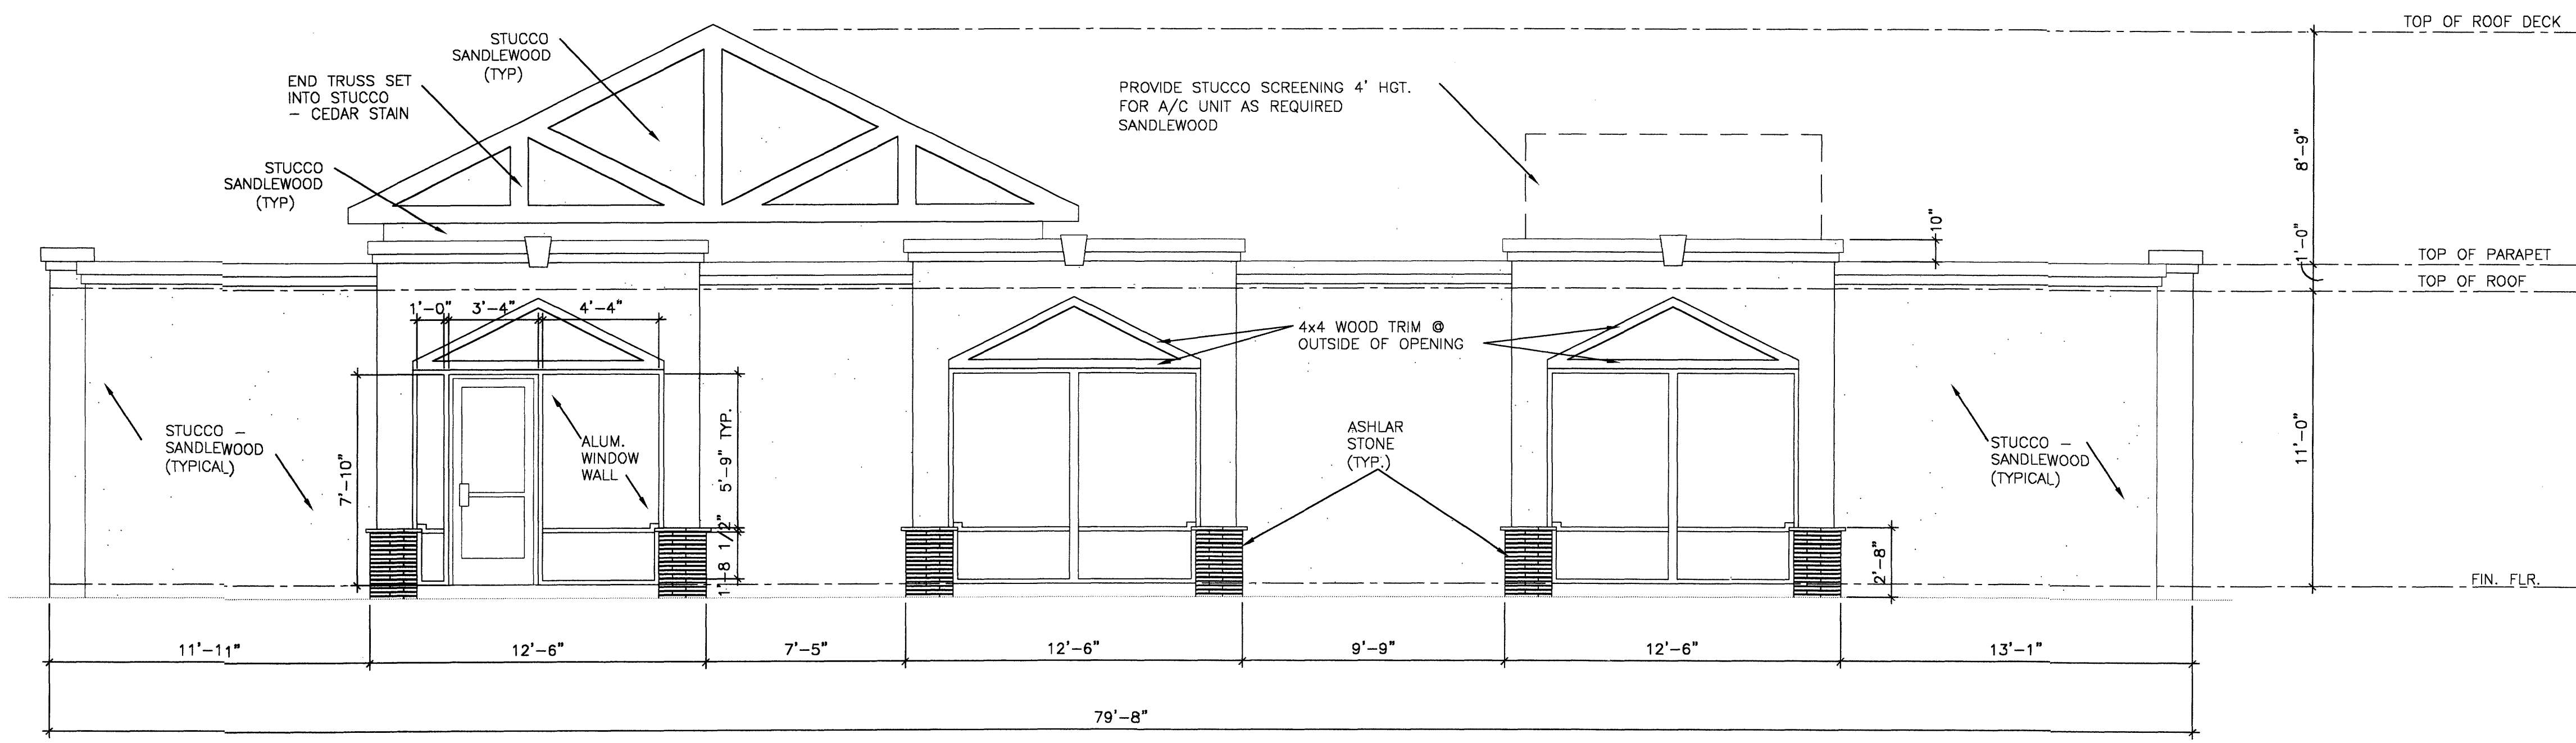 TOP OF ROOF DECK
STUCCO
SANDLEWOOD
(TYP)
END TRUSS SET
INTO STUCCO
- CEDAR STAIN
PROVIDE STUCCO SCREENING 4' HGT.
FOR A/C UNIT AS REQUIRED
SANDLEWOOD
8'-9"
STUCCO
SANDLEWOOD
(TYP)
10"
1'-0"
TOP OF PARAPET
TOP OF ROOF
1'-0"
3'-4"
4'-4"
4x4 WOOD TRIM @
OUTSIDE OF OPENING
STUCCO -
SANDLEWOOD
(TYPICAL)
7'-10"
ALUM.
WINDOW
WALL
5'-9" TYP.
1'-8 1/2"
ASHLAR
STONE
(TYP.)
STUCCO -
SANDLEWOOD
(TYPICAL)
11'-0"
2'-8"
FIN. FLR.
11'-11"
12'-6"
7'-5"
12'-6"
9'-9"
12'-6"
13'-1"
79'-8"